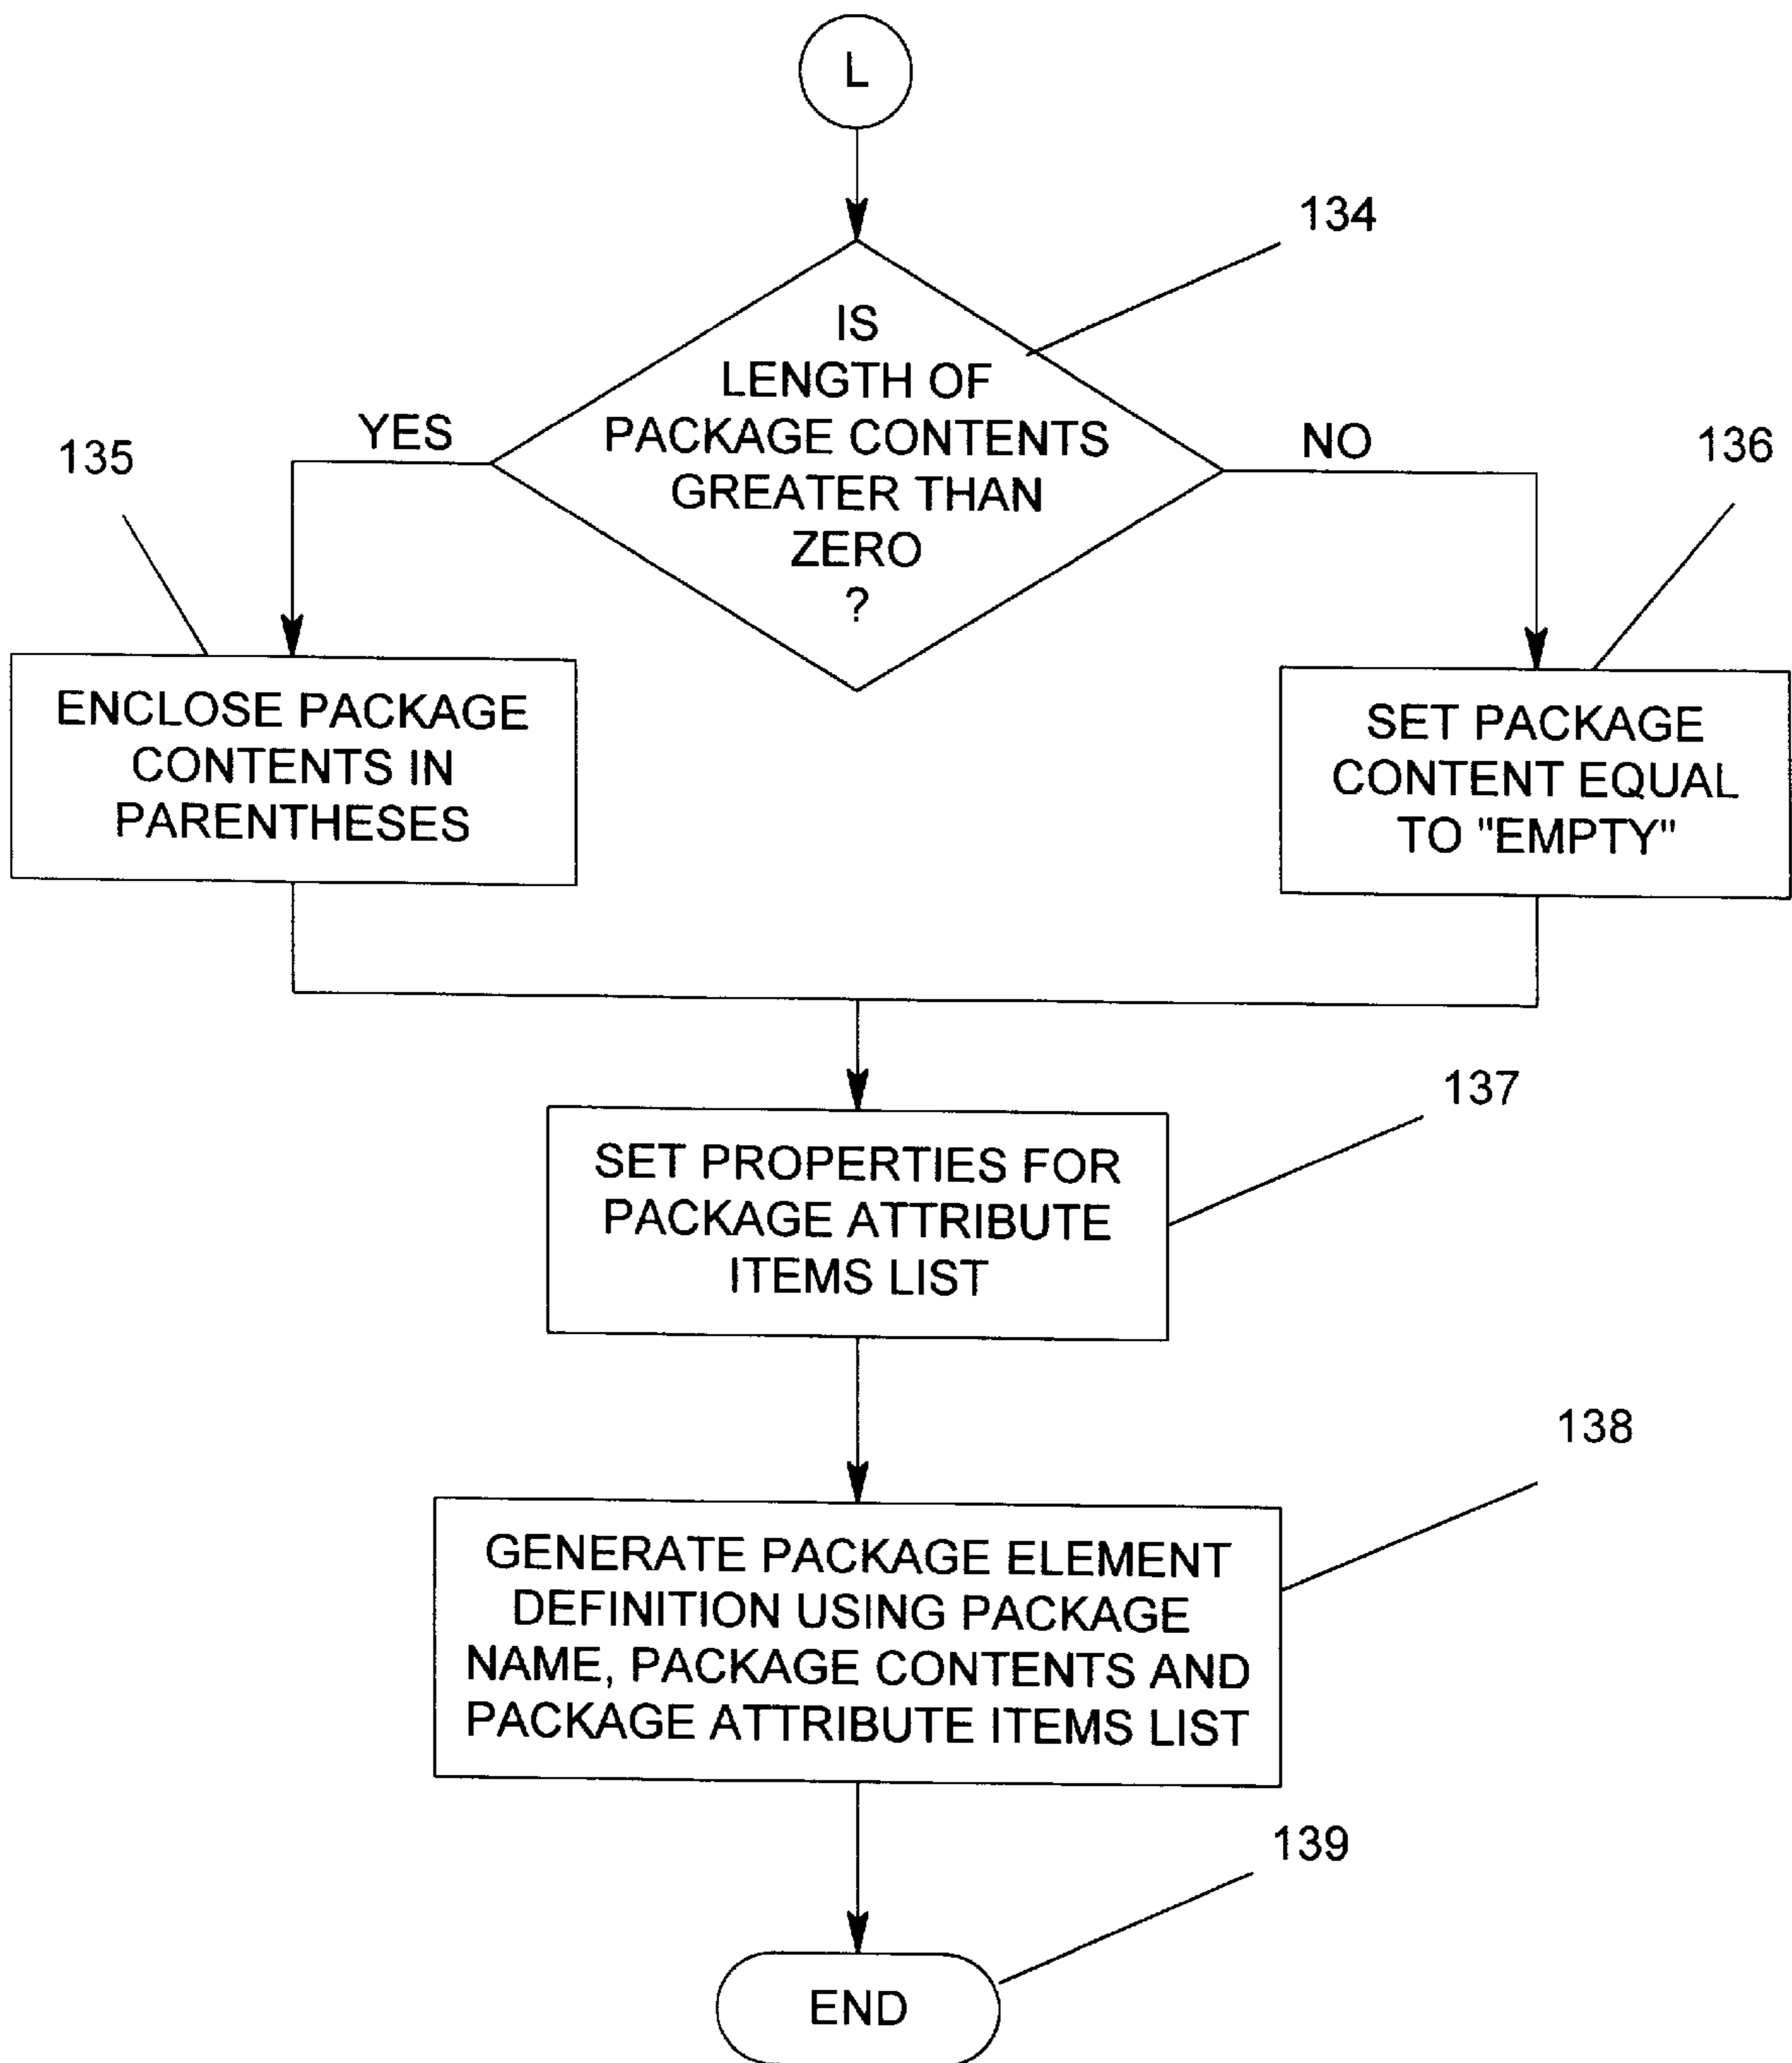 L
134
IS
LENGTH OF
PACKAGE CONTENTS
GREATER THAN
ZERO
?
YES
NO
135
136
ENCLOSE PACKAGE
CONTENTS IN
PARENTHESES
SET PACKAGE
CONTENT EQUAL
TO "EMPTY"
137
SET PROPERTIES FOR
PACKAGE ATTRIBUTE
ITEMS LIST
138
GENERATE PACKAGE ELEMENT
DEFINITION USING PACKAGE
NAME, PACKAGE CONTENTS AND
PACKAGE ATTRIBUTE ITEMS LIST
139
END